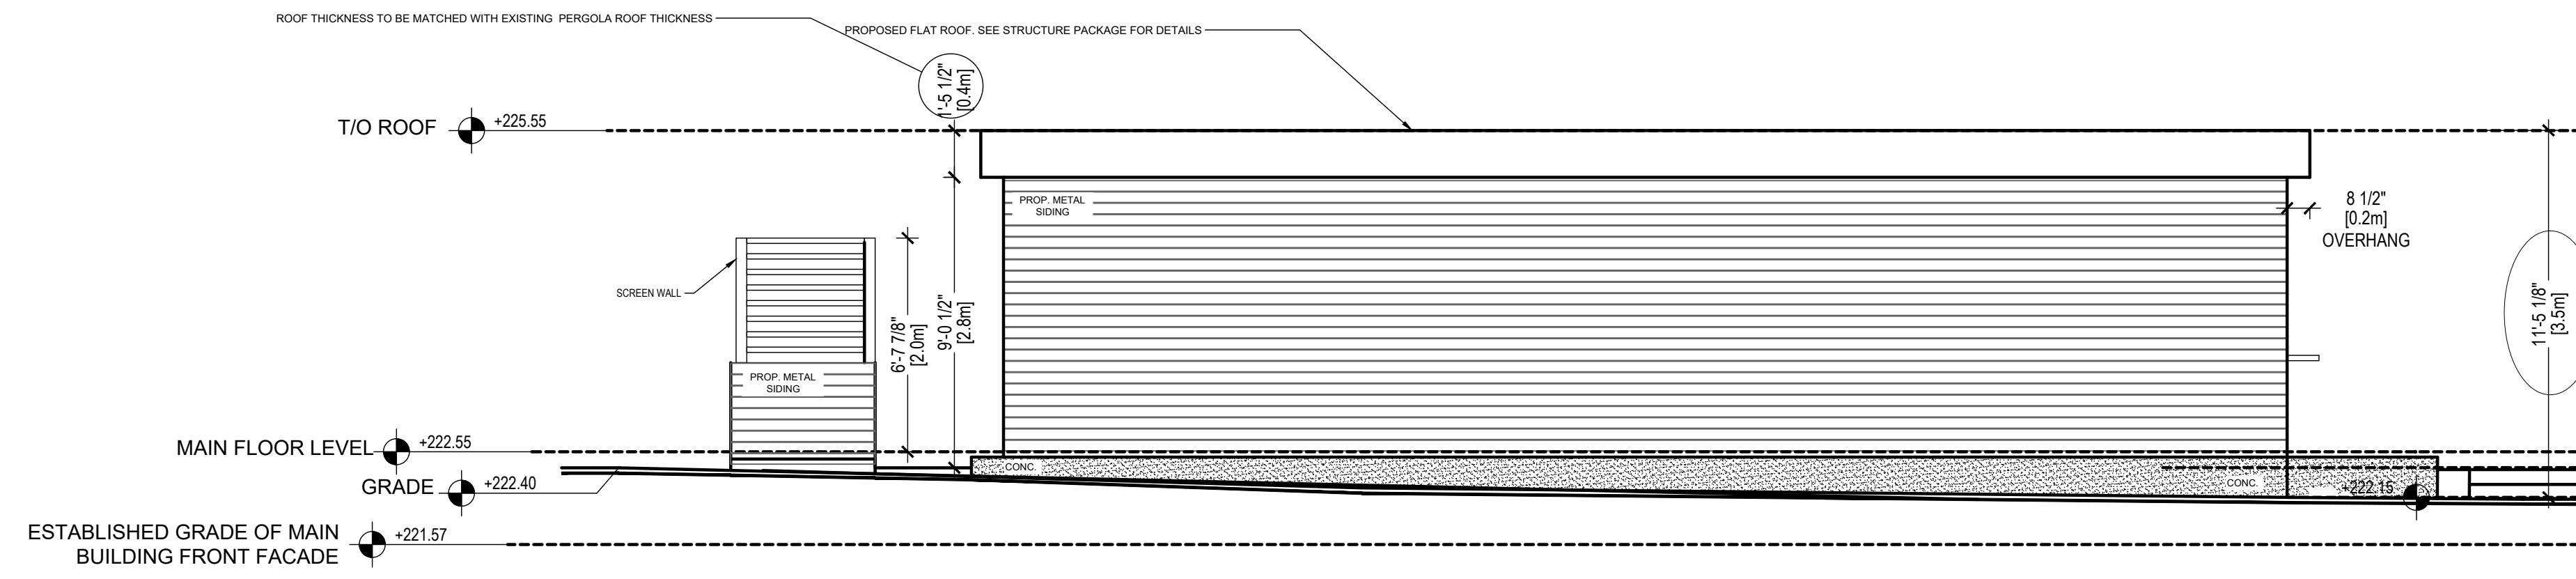 ROOF THICKNESS TO BE MATCHED WITH EXISTING PERGOLA ROOF THICKNESS
PROPOSED FLAT ROOF. SEE STRUCTURE PACKAGE FOR DETAILS
1'-5 1/2"
[0.4m]
T/O ROOF
+225.55
PROP. METAL
SIDING
8 1/2"
[0.2m]
OVERHANG
SCREEN WALL
6'-7 7/8"
[2.0m]
9'-0 1/2"
[2.8m]
11'-5 1/8"
[3.5m]
PROP. METAL
SIDING
MAIN FLOOR LEVEL
+222.55
CONC.
GRADE
+222.40
CONC.
+222.15
ESTABLISHED GRADE OF MAIN
BUILDING FRONT FACADE
+221.57